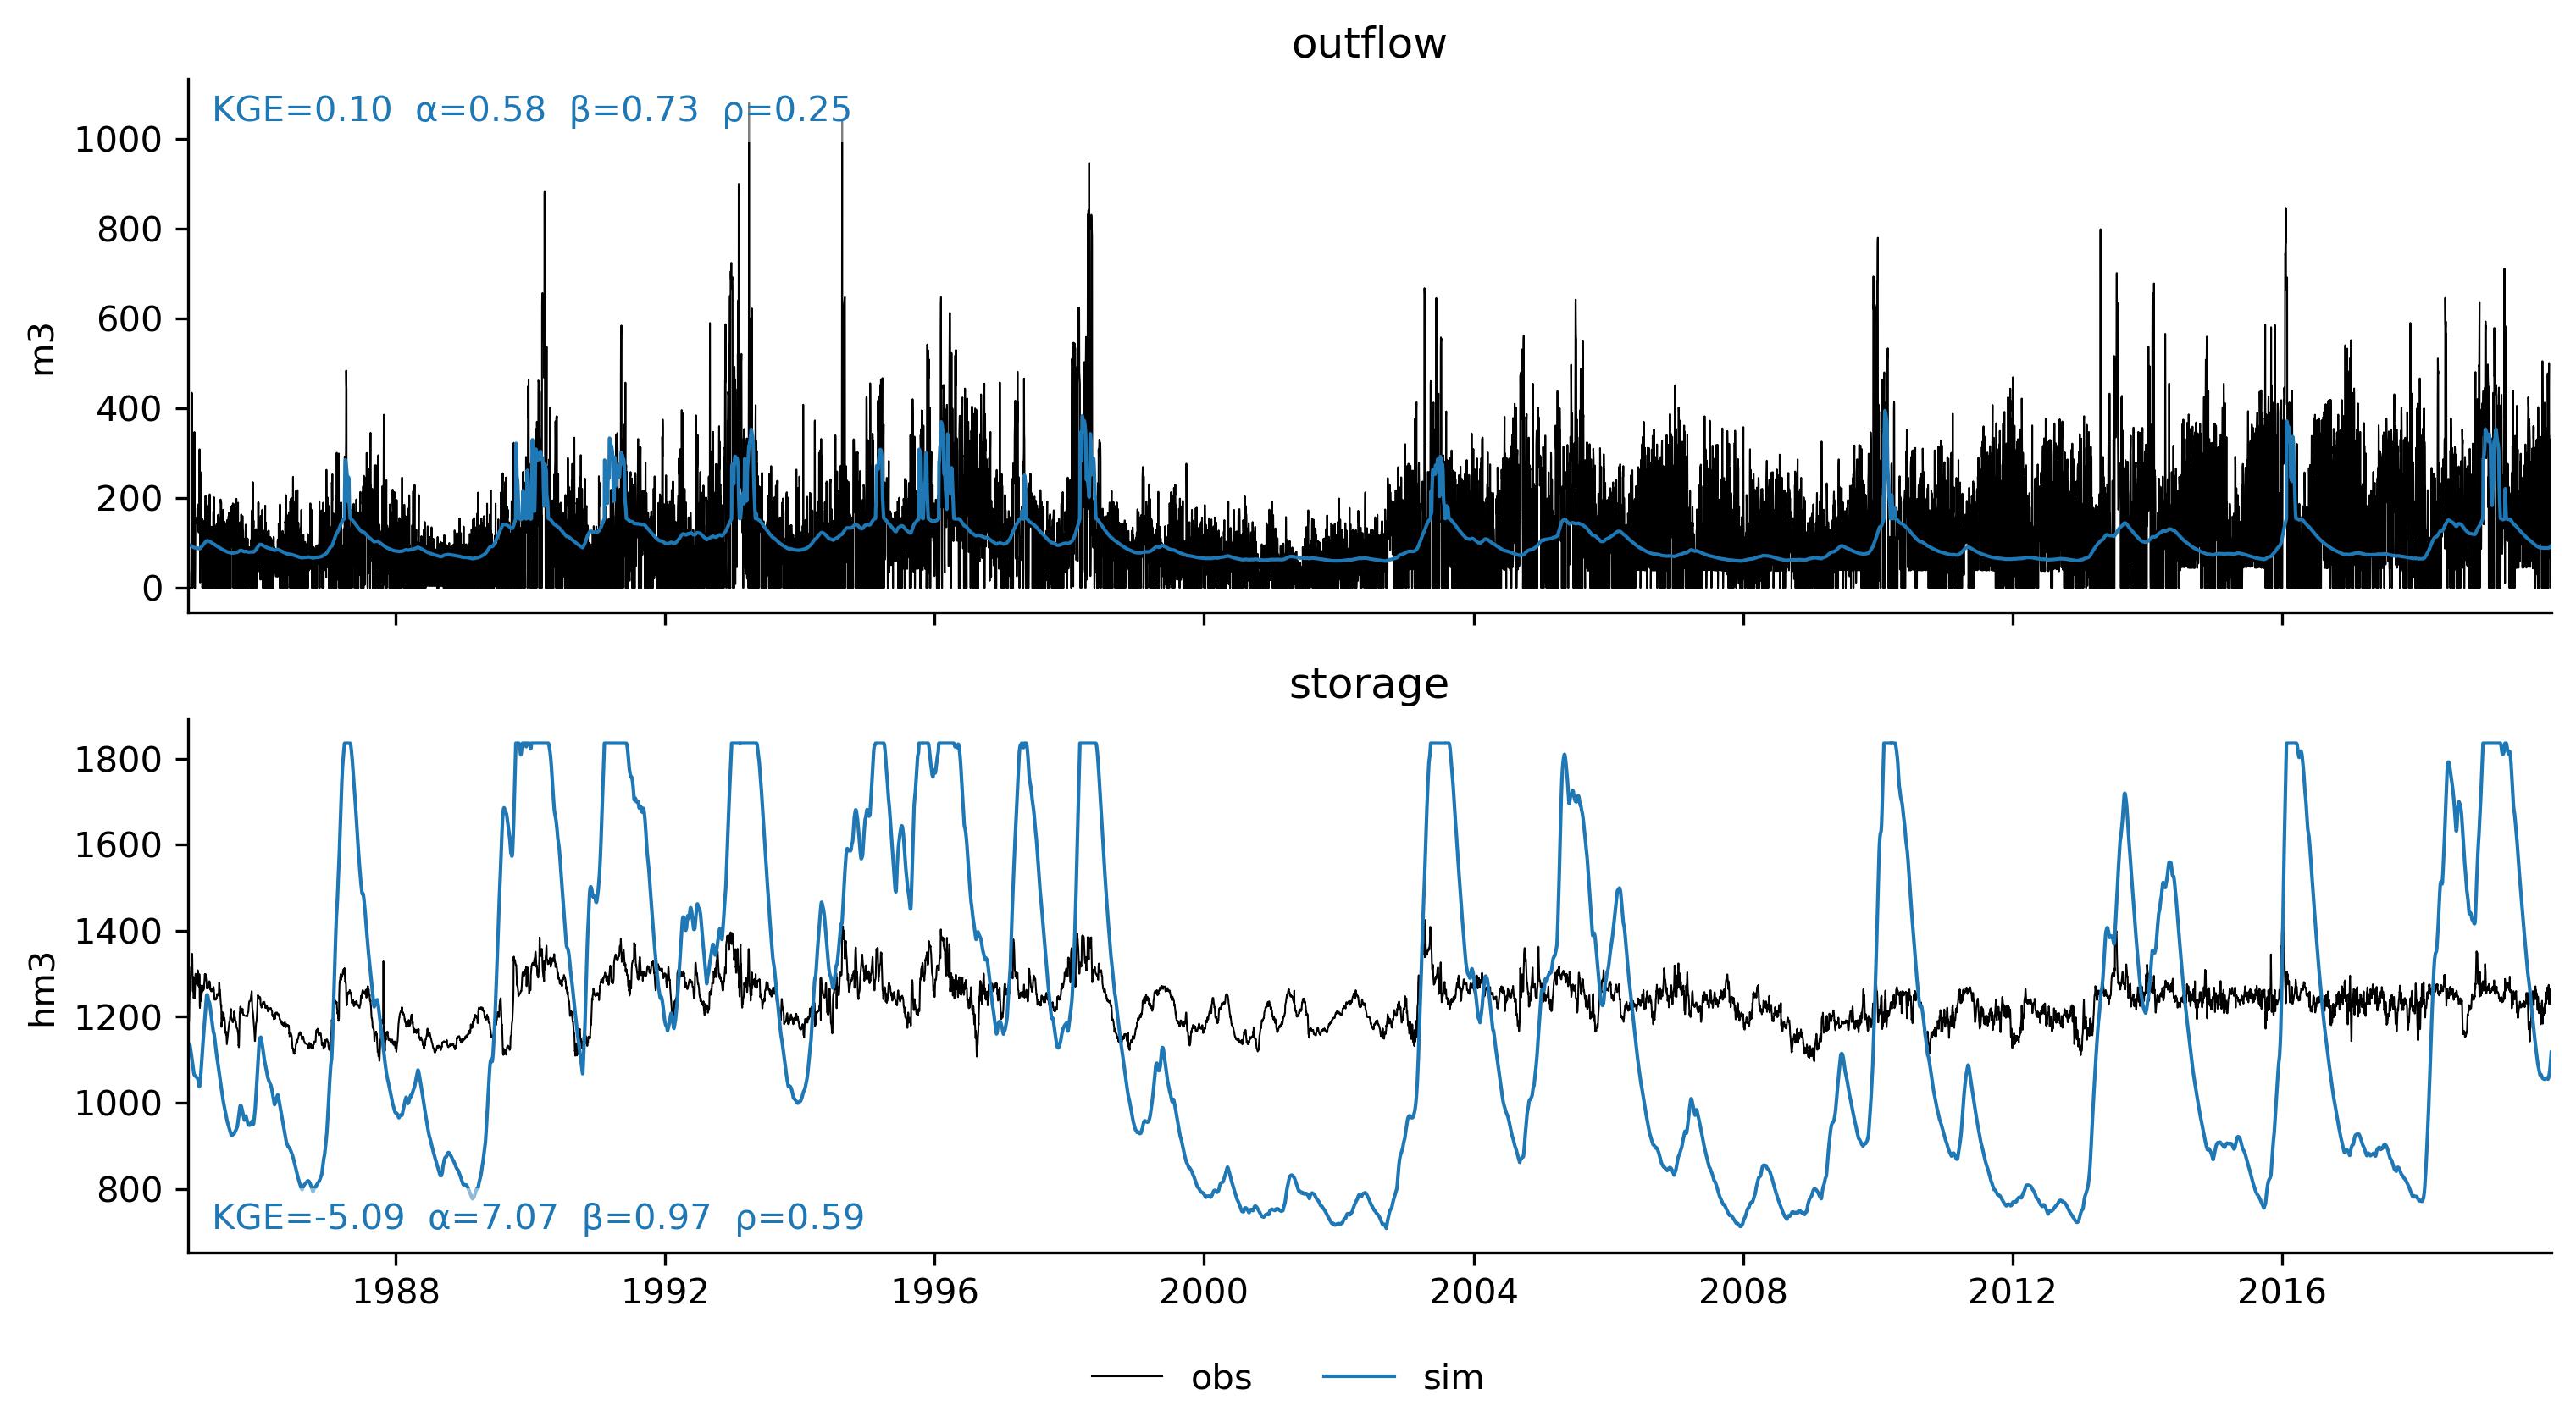 outflow
KGE=0.10 α=0.58 β=0.73 ρ=0.25
1000
800
600
400
200
0
m3
storage
1800
1600
1400
1200
1000
800
hm3
KGE=-5.09 α=7.07 β=0.97 ρ=0.59
1988 1992 1996 2000 2004 2008 2012 2016
obs sim